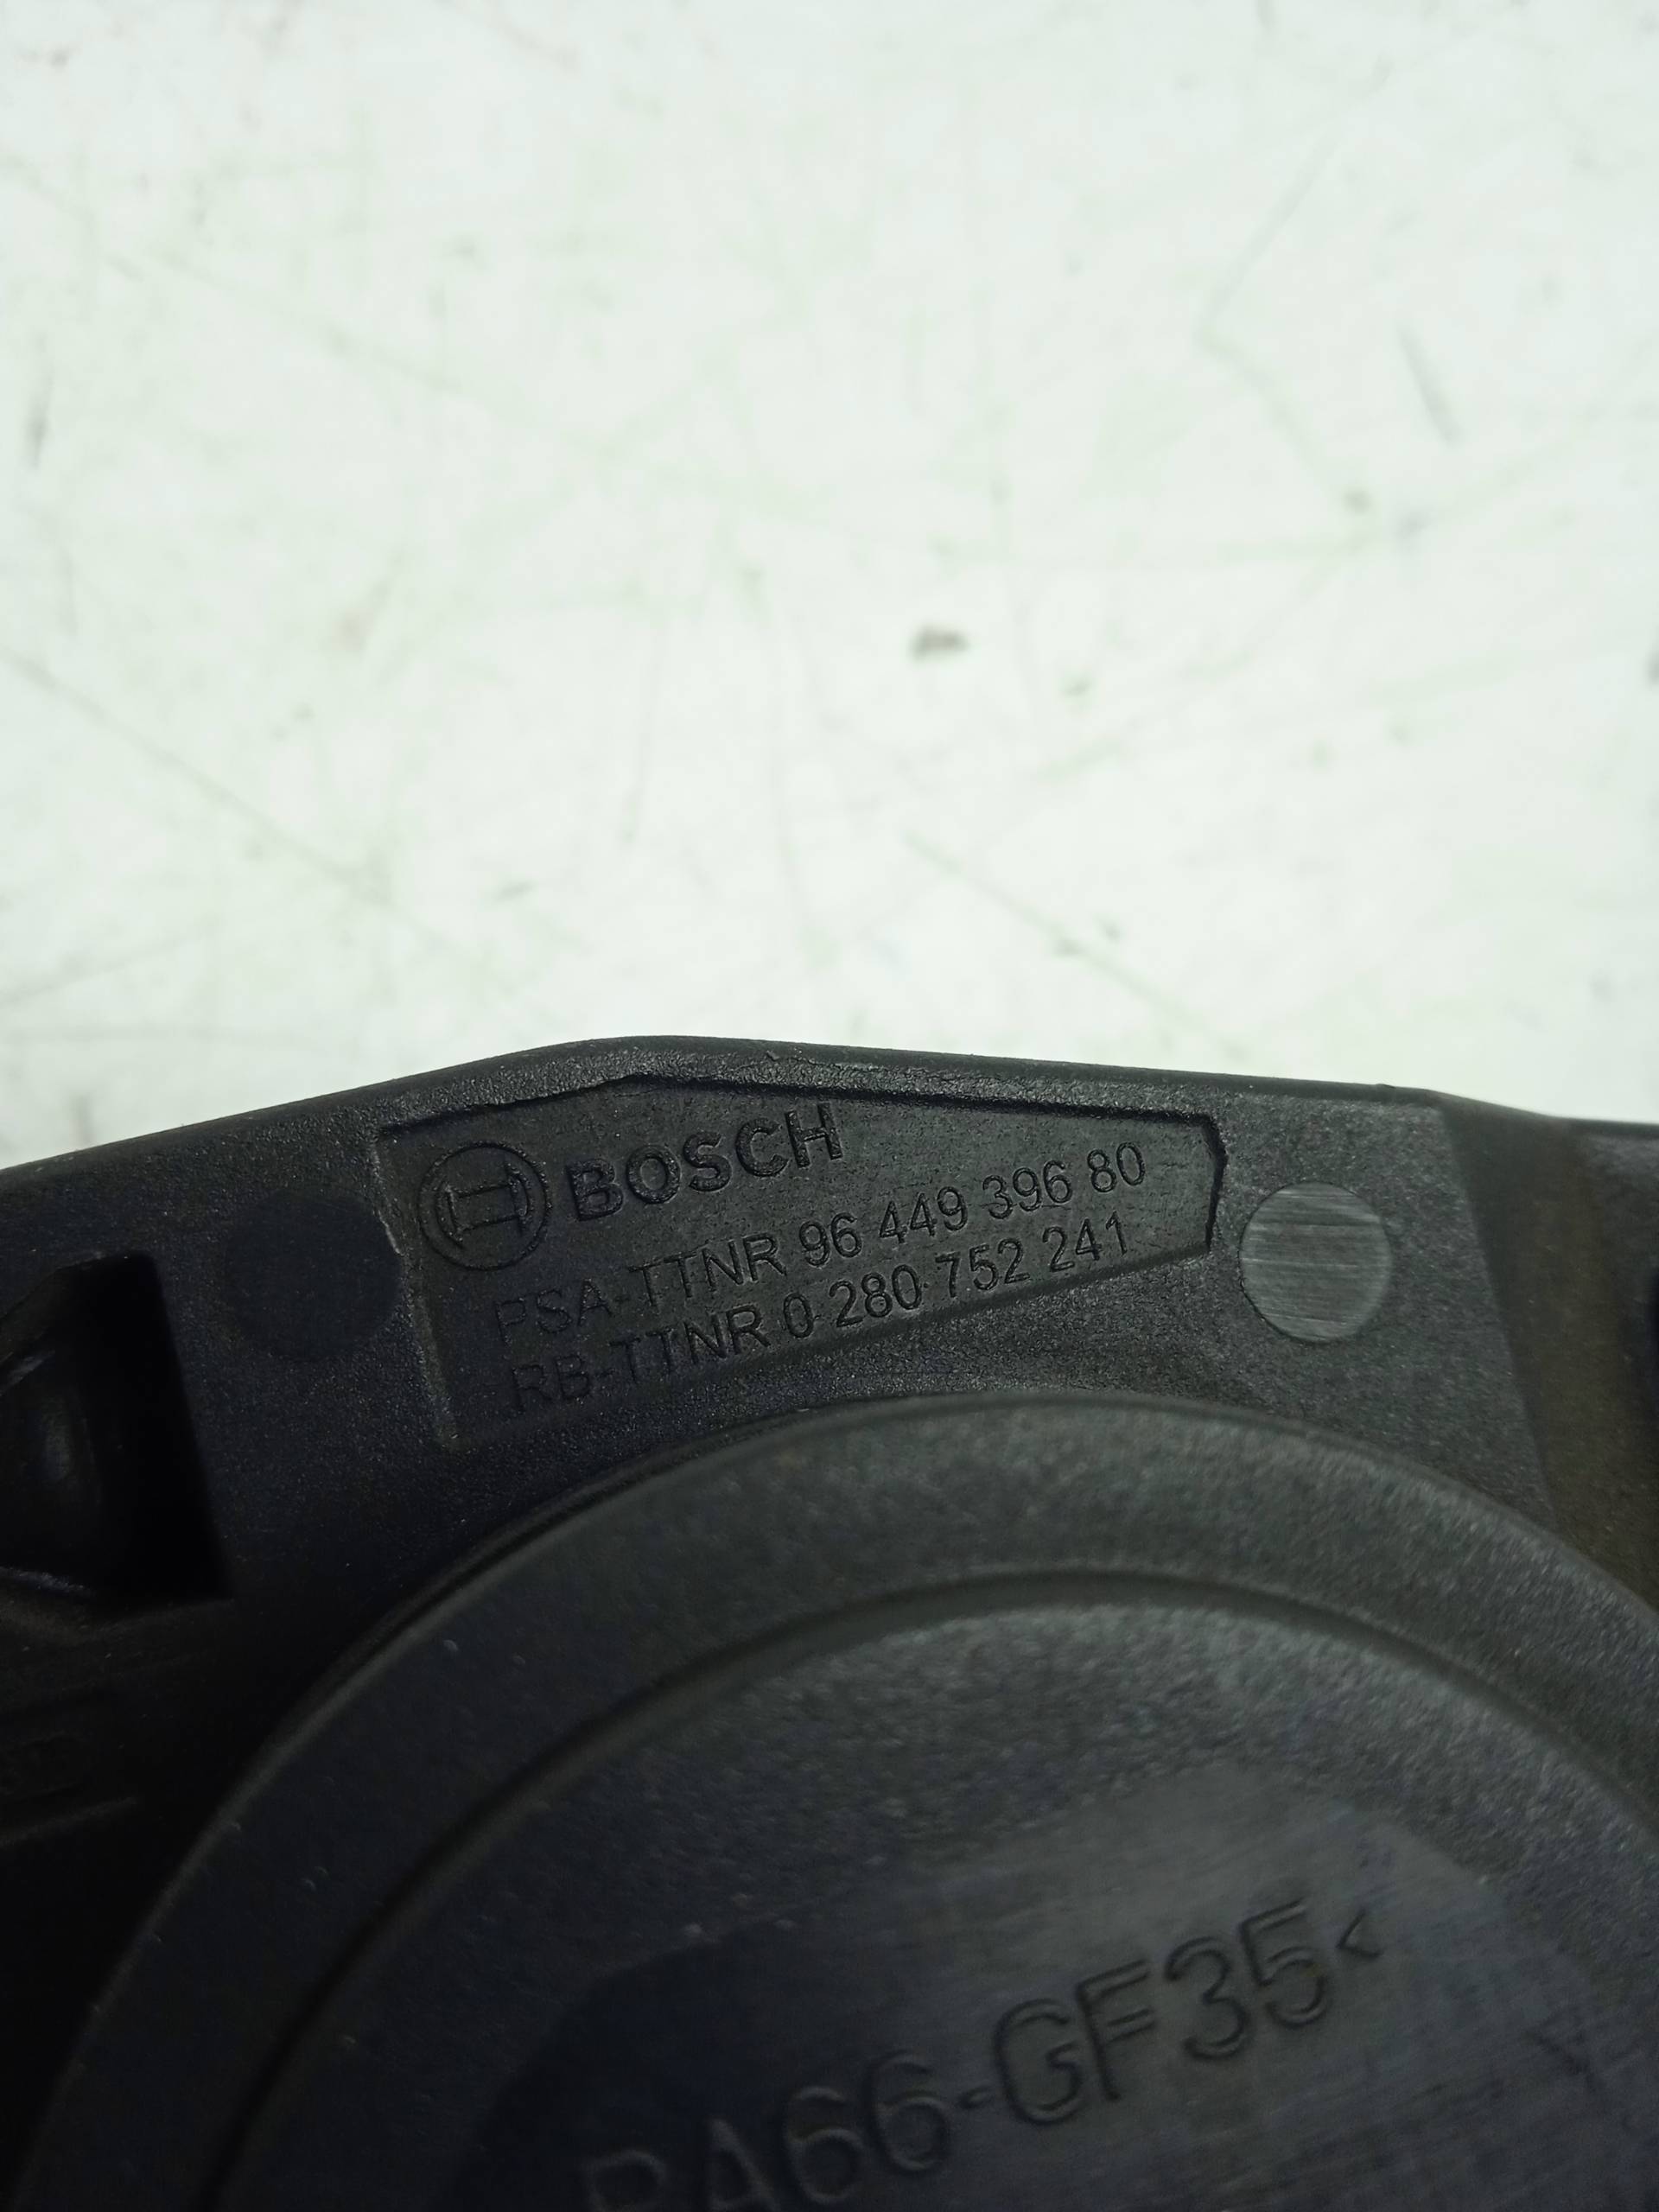 BOSCH
PSA-TTNR 96 449 396 80
RB-TTNR 0 280 752 241
PA66-GF35<